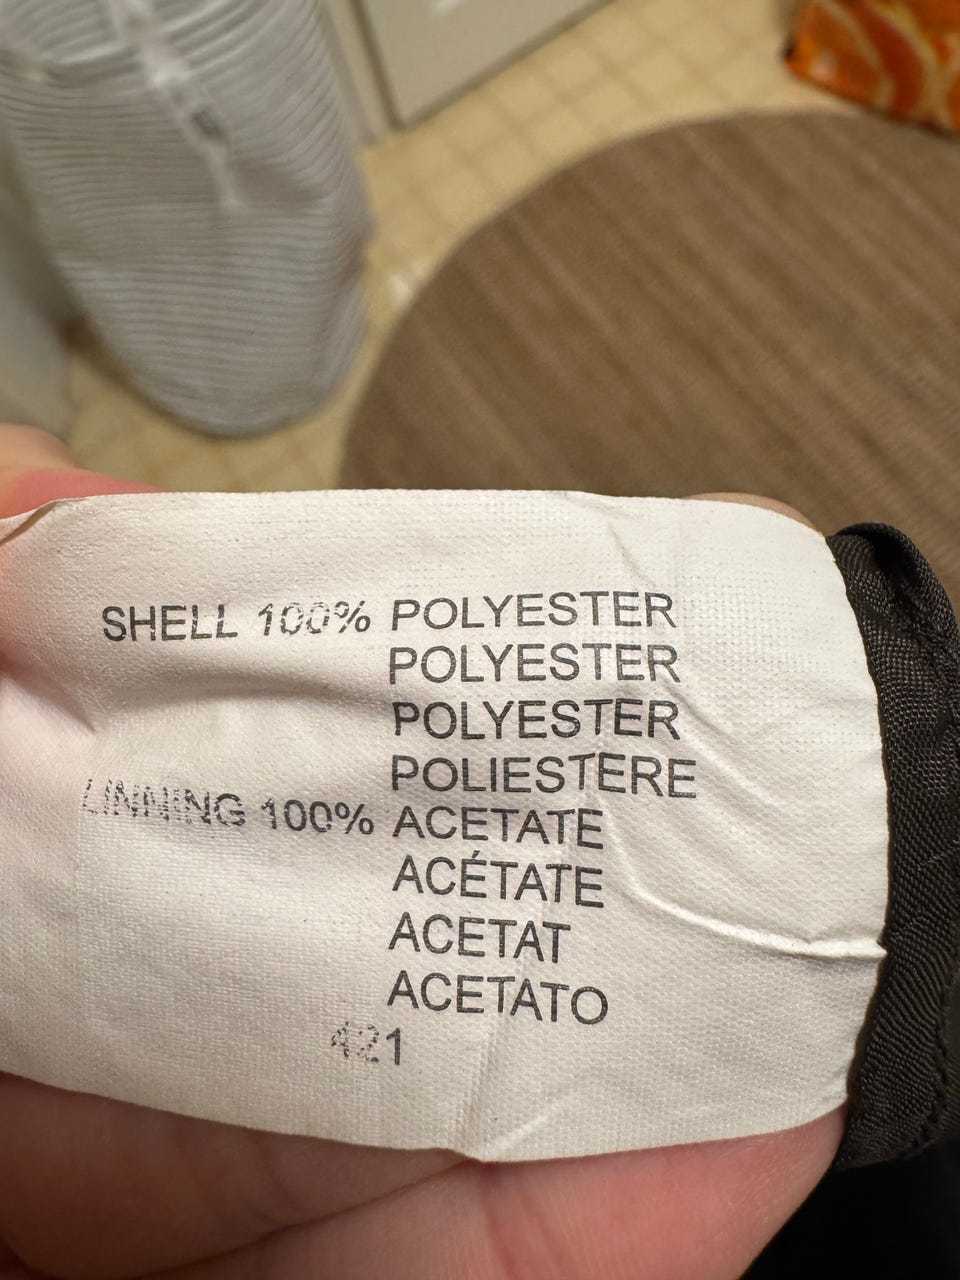 SHELL 100% POLYESTER
POLYESTER
POLYESTER
POLIESTERE
LINNING 100% ACETATE
ACÉTATE
ACETAT
ACETATO
421